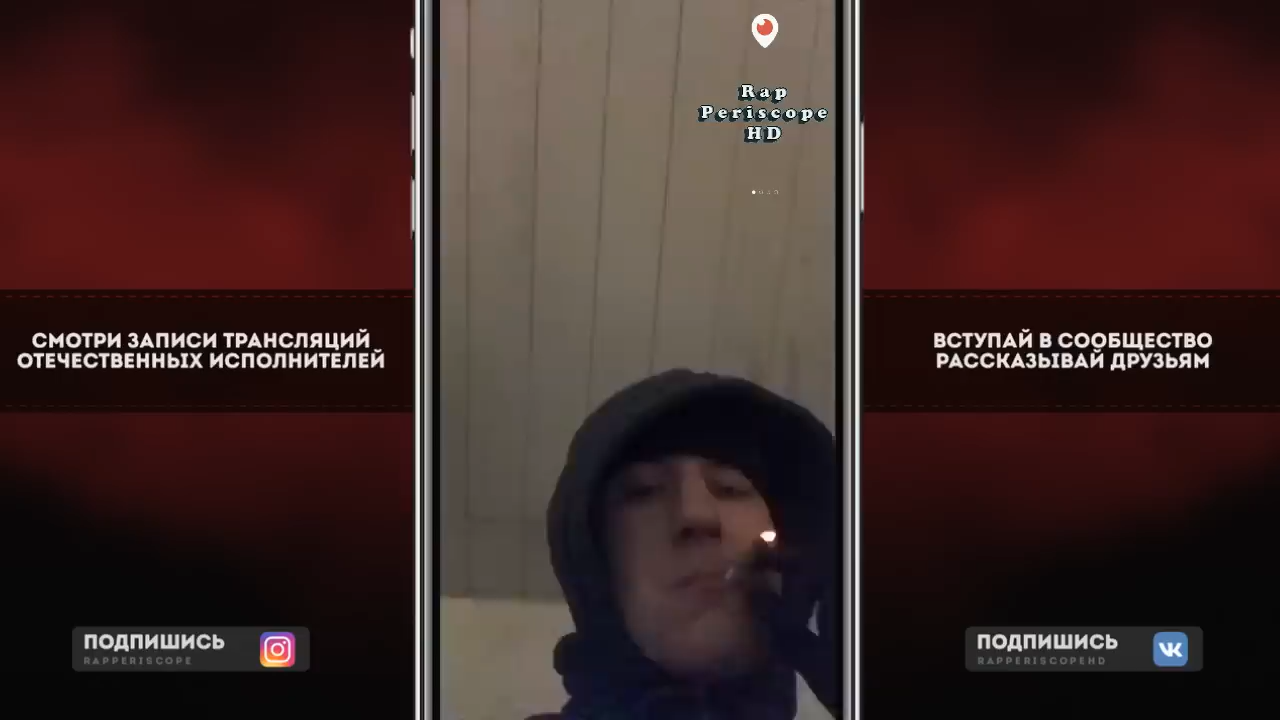 Rap
Periscope
HD
СМОТРИ ЗАПИСИ ТРАНСЛЯЦИЙ
ОТЕЧЕСТВЕННЫХ ИСПОЛНИТЕЛЕЙ
ВСТУПАЙ В СООБЩЕСТВО
РАССКАЗЫВАЙ ДРУЗЬЯМ
ПОДПИШИСЬ
RAPPERISCOPE
ПОДПИШИСЬ
RAPPERISCOPEHD